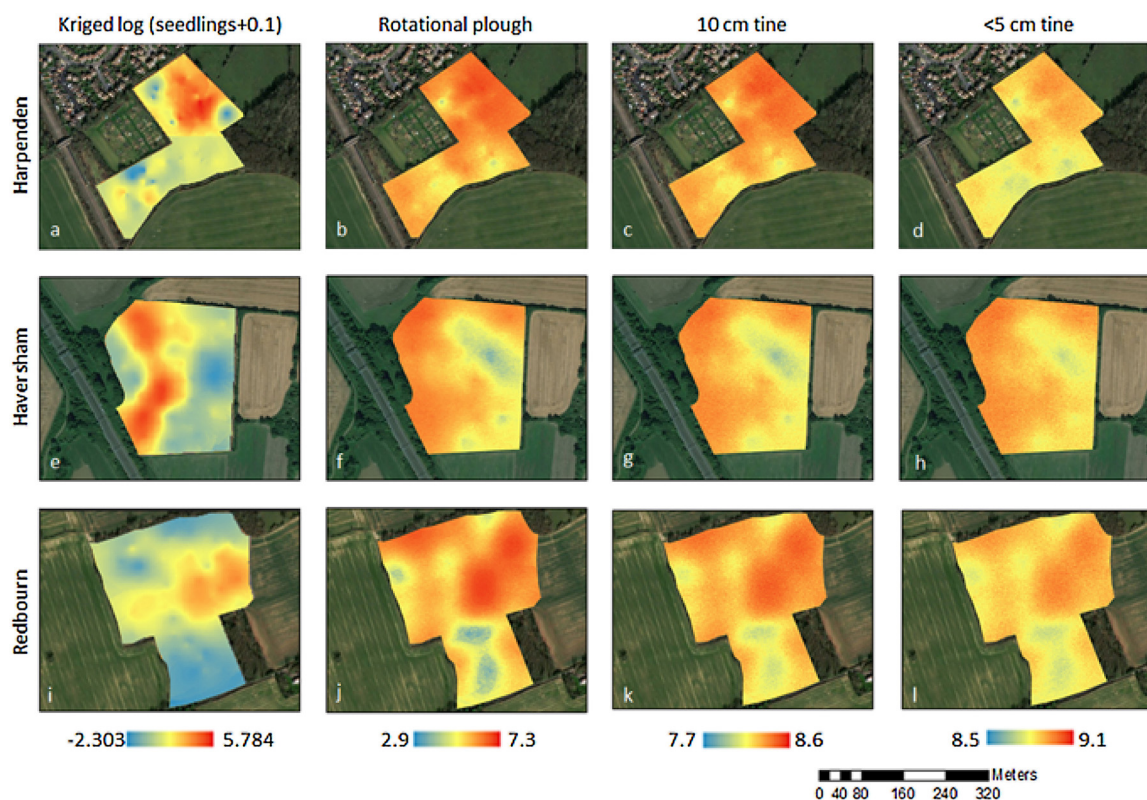 Kriged log (seedlings+0.1) Rotational plough 10 cm tine <5 cm tine
Harpenden
a b c d
Haversham
e f g h
Redbourn
i j k l
-2.303 5.784 2.9 7.3 7.7 8.6 8.5 9.1
Meters
0 40 80 160 240 320